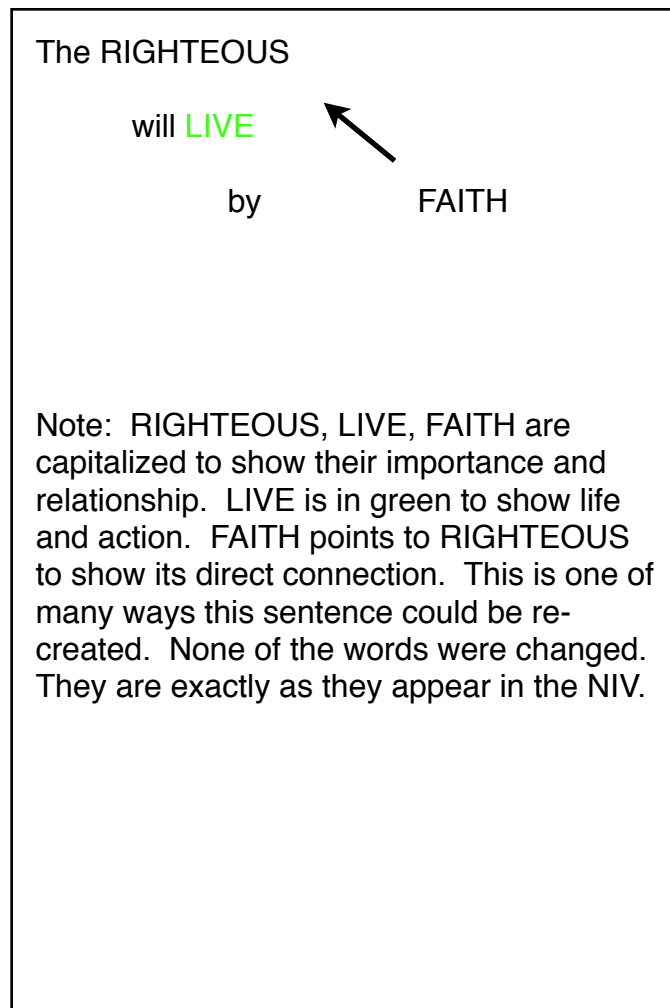 The RIGHTEOUS
will LIVE
by FAITH
Note:  RIGHTEOUS, LIVE, FAITH are
capitalized to show their importance and
relationship.  LIVE is in green to show life
and action.  FAITH points to RIGHTEOUS
to show its direct connection.  This is one of
many ways this sentence could be re-
created.  None of the words were changed.
They are exactly as they appear in the NIV.